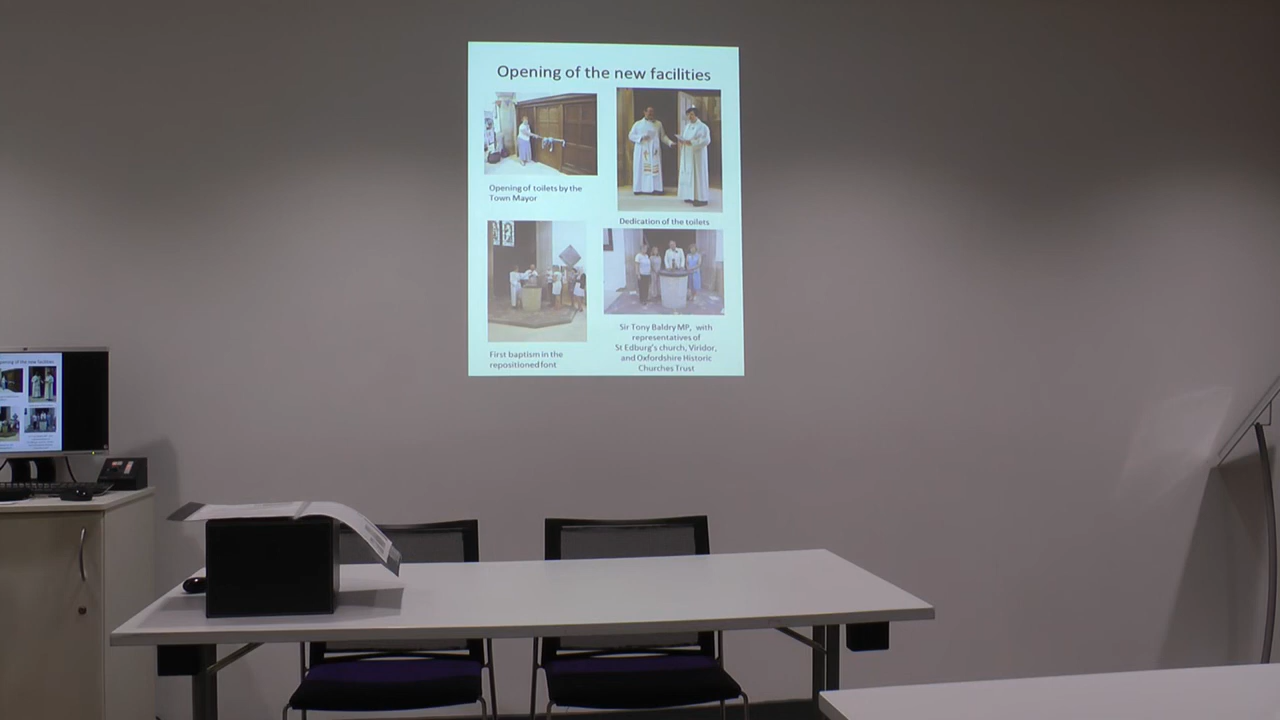 Opening of the new facilities
Opening of toilets by the
Town Mayor
Dedication of the toilets
First baptism in the
repositioned font
Sir Tony Baldry MP, with
representatives of
St Edburg's church, Viridor,
and Oxfordshire Historic
Churches Trust